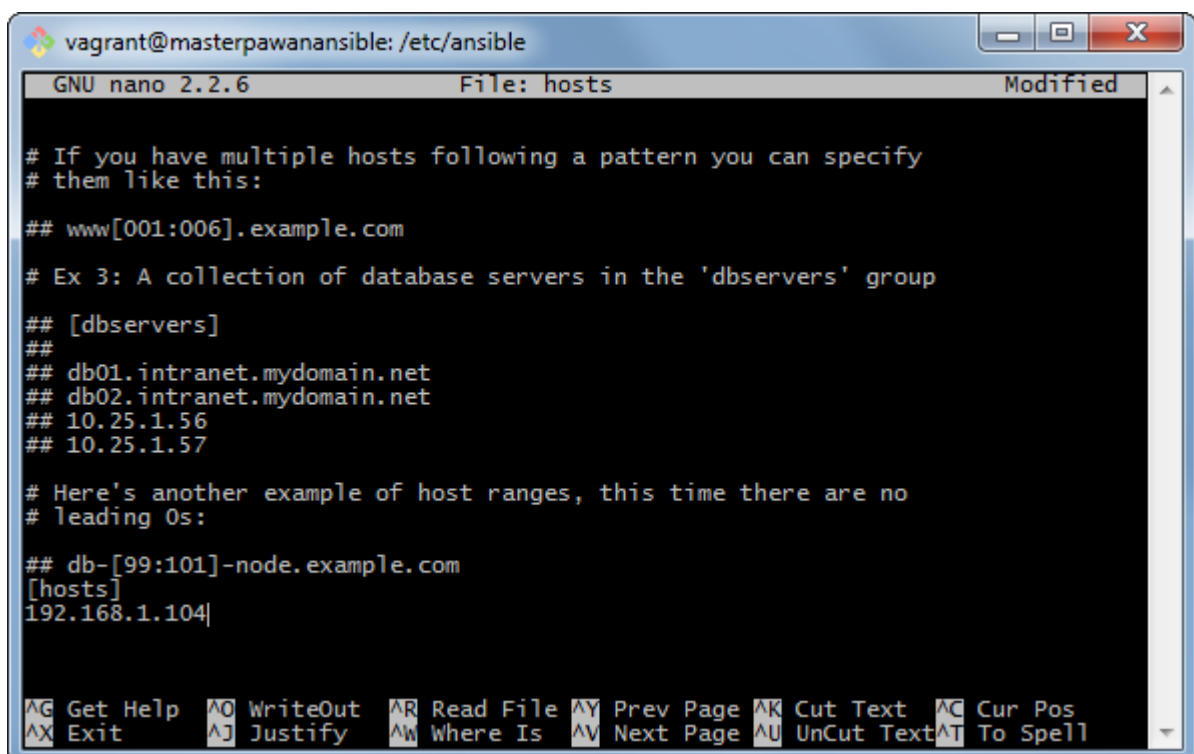 vagrant@masterpawanansible: /etc/ansible
GNU nano 2.2.6 File: hosts Modified
# If you have multiple hosts following a pattern you can specify
# them like this:
## www[001:006].example.com
# Ex 3: A collection of database servers in the 'dbservers' group
## [dbservers]
##
## db01.intranet.mydomain.net
## db02.intranet.mydomain.net
## 10.25.1.56
## 10.25.1.57
# Here's another example of host ranges, this time there are no
# leading 0s:
## db-[99:101]-node.example.com
[hosts]
192.168.1.104
^G Get Help ^O WriteOut ^R Read File ^Y Prev Page ^K Cut Text ^C Cur Pos
^X Exit ^J Justify ^W Where Is ^V Next Page ^U UnCut Text ^T To Spell